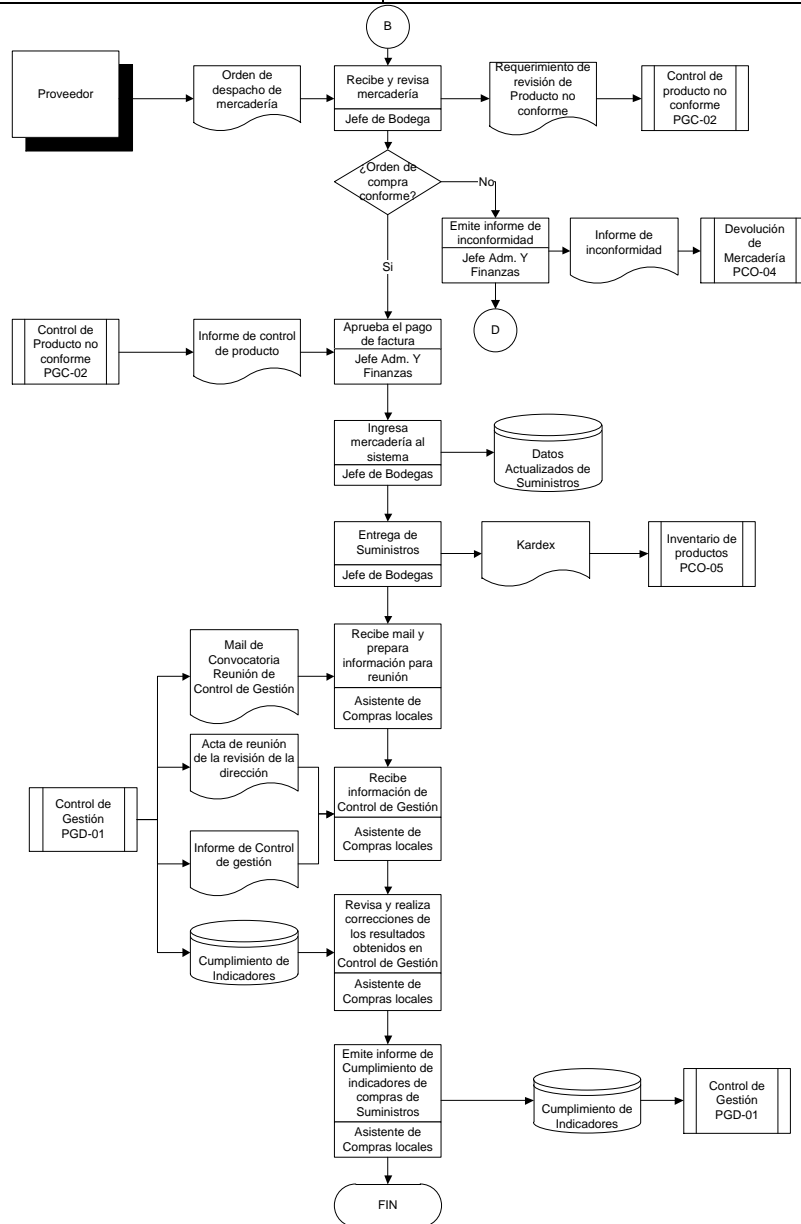 B
Proveedor
Orden de
despacho de
mercadería
Recibe y revisa
mercadería
Jefe de Bodega
Requerimiento de
revisión de
Producto no
conforme
Control de
producto no
conforme
PGC-02
¿Orden de
compra
conforme?
No
Si
Emite informe de
inconformidad
Jefe Adm. Y
Finanzas
Informe de
inconformidad
Devolución de
Mercadería
PCO-04
D
Control de
Producto no
conforme
PGC-02
Informe de control
de producto
Aprueba el pago
de factura
Jefe Adm. Y
Finanzas
Ingresa
mercadería al
sistema
Jefe de Bodegas
Datos
Actualizados de
Suministros
Entrega de
Suministros
Jefe de Bodegas
Kardex
Inventario de
productos
PCO-05
Mail de
Convocatoria
Reunión de
Control de Gestión
Recibe mail y
prepara
información para
reunión
Asistente de
Compras locales
Acta de reunión
de la revisión de la
dirección
Control de
Gestión
PGD-01
Informe de Control
de gestión
Recibe
información de
Control de Gestión
Asistente de
Compras locales
Cumplimiento de
Indicadores
Revisa y realiza
correcciones de
los resultados
obtenidos en
Control de Gestión
Asistente de
Compras locales
Emite informe de
Cumplimiento de
indicadores de
compras de
Suministros
Asistente de
Compras locales
Cumplimiento de
Indicadores
Control de
Gestión
PGD-01
FIN